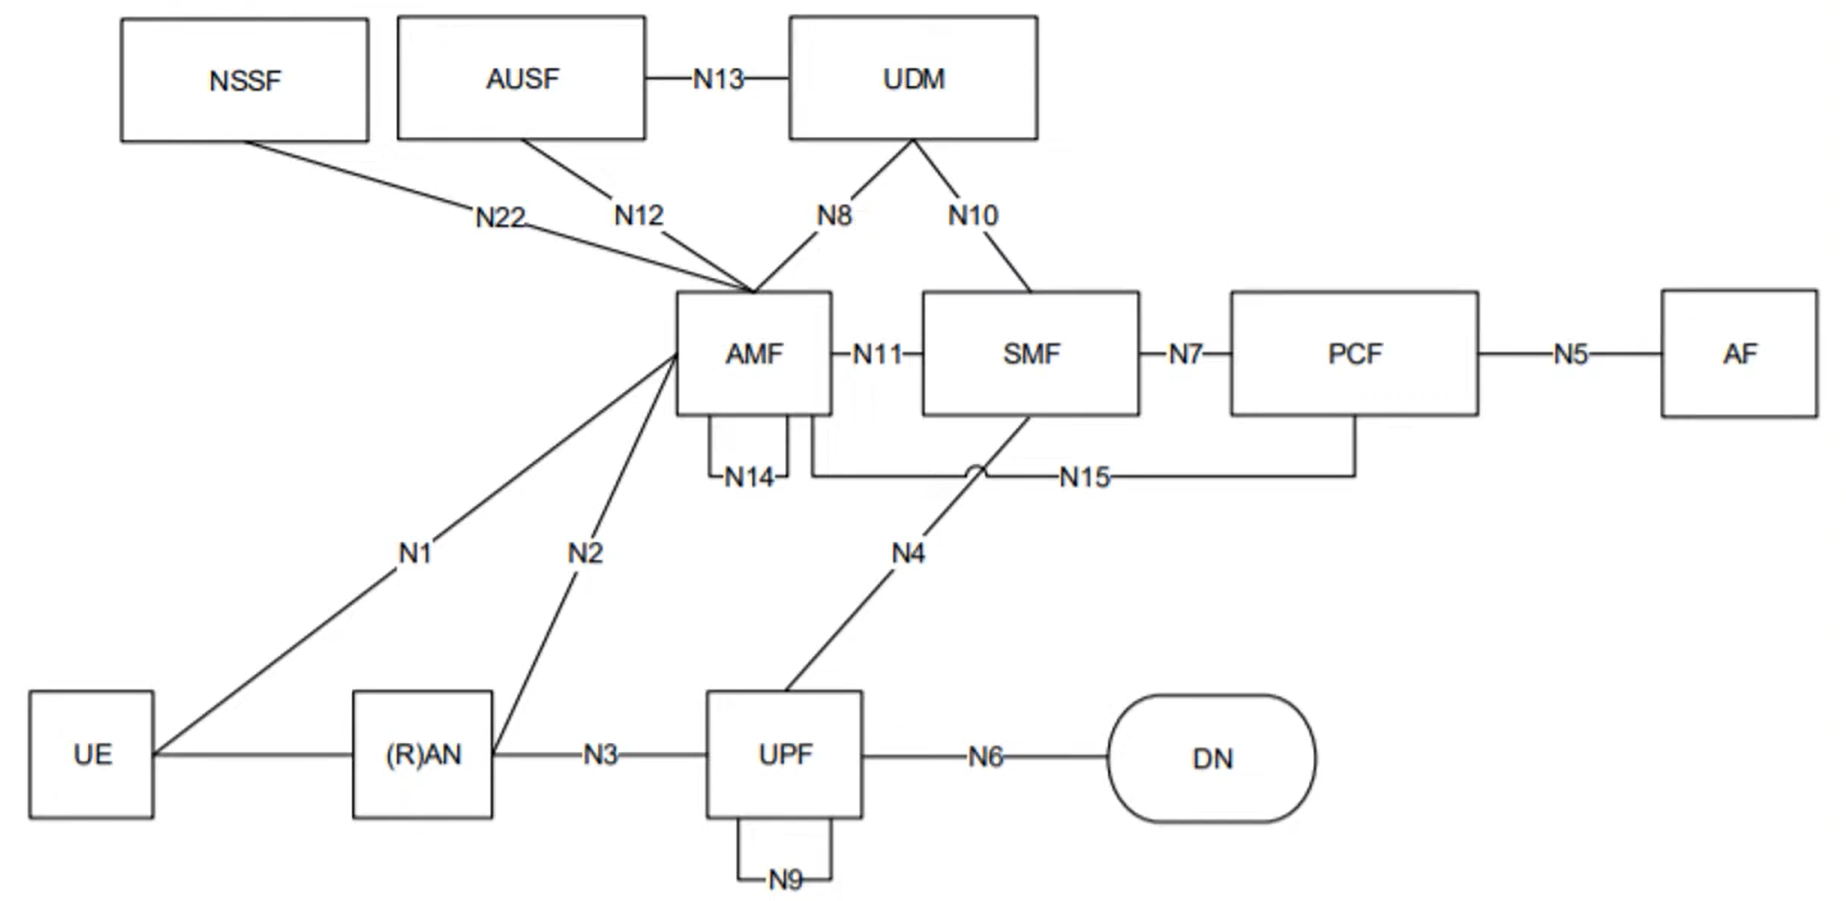 NSSF
AUSF
N13
UDM
N22
N12
N8
N10
AMF
N11
SMF
N7
PCF
N5
AF
N14
N15
N1
N2
N4
UE
(R)AN
N3
UPF
N6
DN
N9